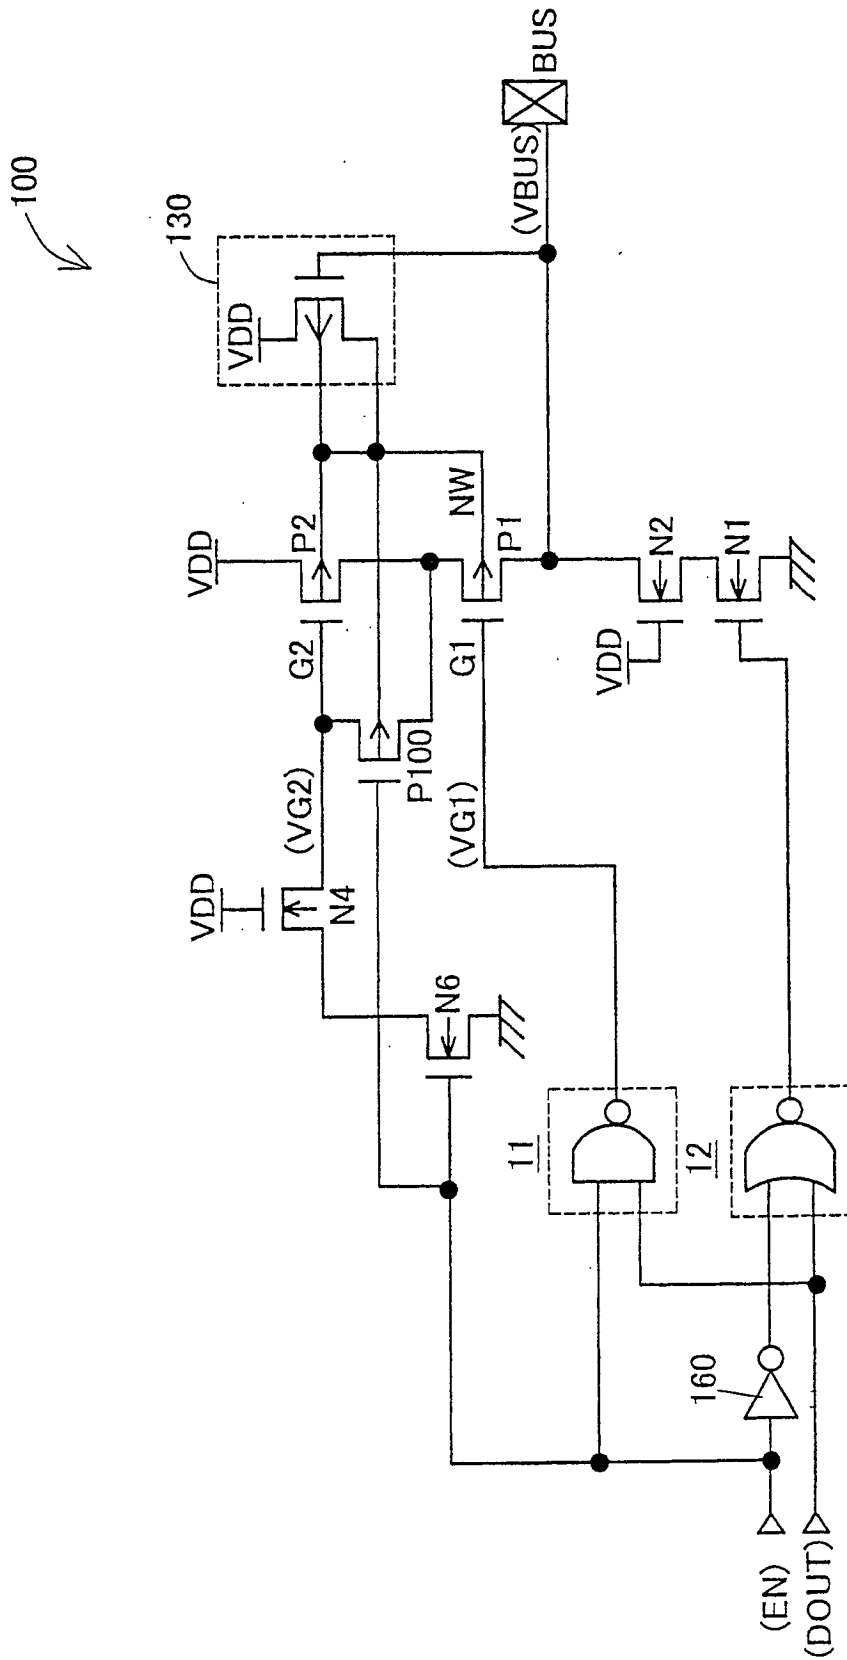 100
130
VDD
BUS
(VBUS)
VDD
P2
G2
NW
P1
G1
N2
VDD
N1
P100
(VG2)
(VG1)
VDD
N4
N6
11
12
160
(EN)
(DOUT)